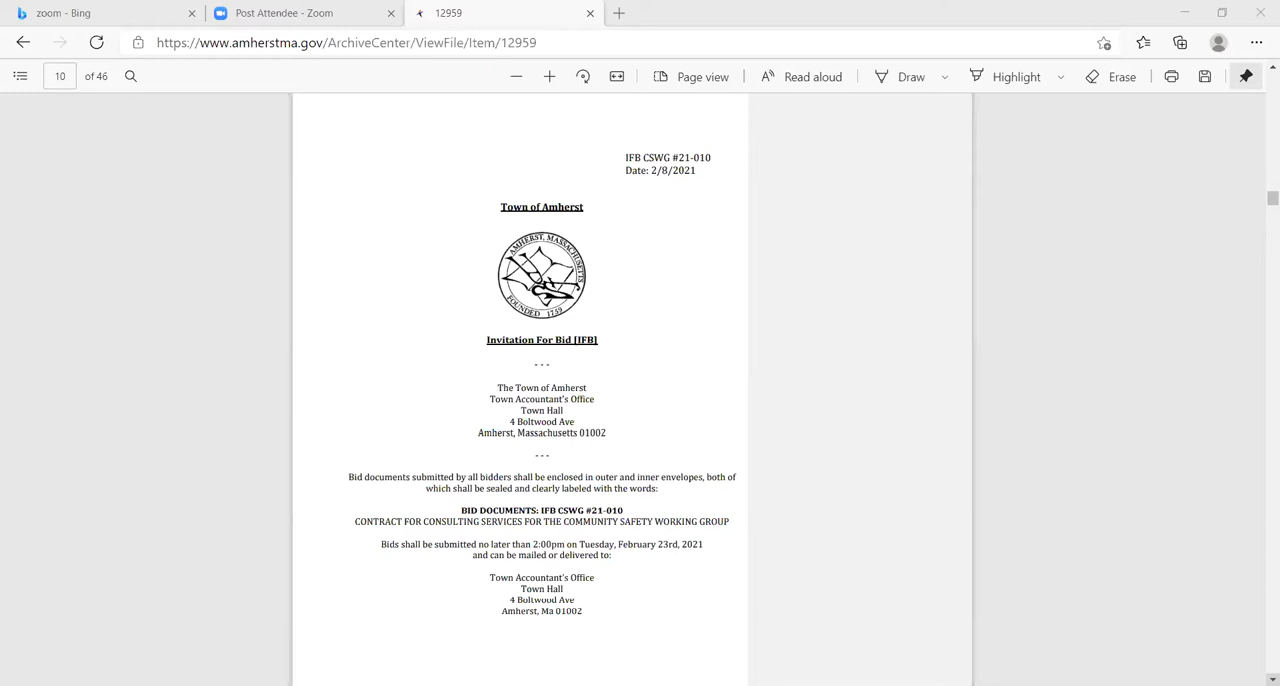 zoom - Bing
Post Attendee - Zoom
12959
https://www.amherstma.gov/ArchiveCenter/ViewFile/Item/12959
10 of 46
Page view
Read aloud
Draw
Highlight
Erase
IFB CSWG #21-010
Date: 2/8/2021
Town of Amherst
AMHERST, MASSACHUSETTS
FOUNDED 1759
Invitation For Bid [IFB]
- - -
The Town of Amherst
Town Accountant's Office
Town Hall
4 Boltwood Ave
Amherst, Massachusetts 01002
- - -
Bid documents submitted by all bidders shall be enclosed in outer and inner envelopes, both of
which shall be sealed and clearly labeled with the words:
BID DOCUMENTS: IFB CSWG #21-010
CONTRACT FOR CONSULTING SERVICES FOR THE COMMUNITY SAFETY WORKING GROUP
Bids shall be submitted no later than 2:00pm on Tuesday, February 23rd, 2021
and can be mailed or delivered to:
Town Accountant's Office
Town Hall
4 Boltwood Ave
Amherst, Ma 01002